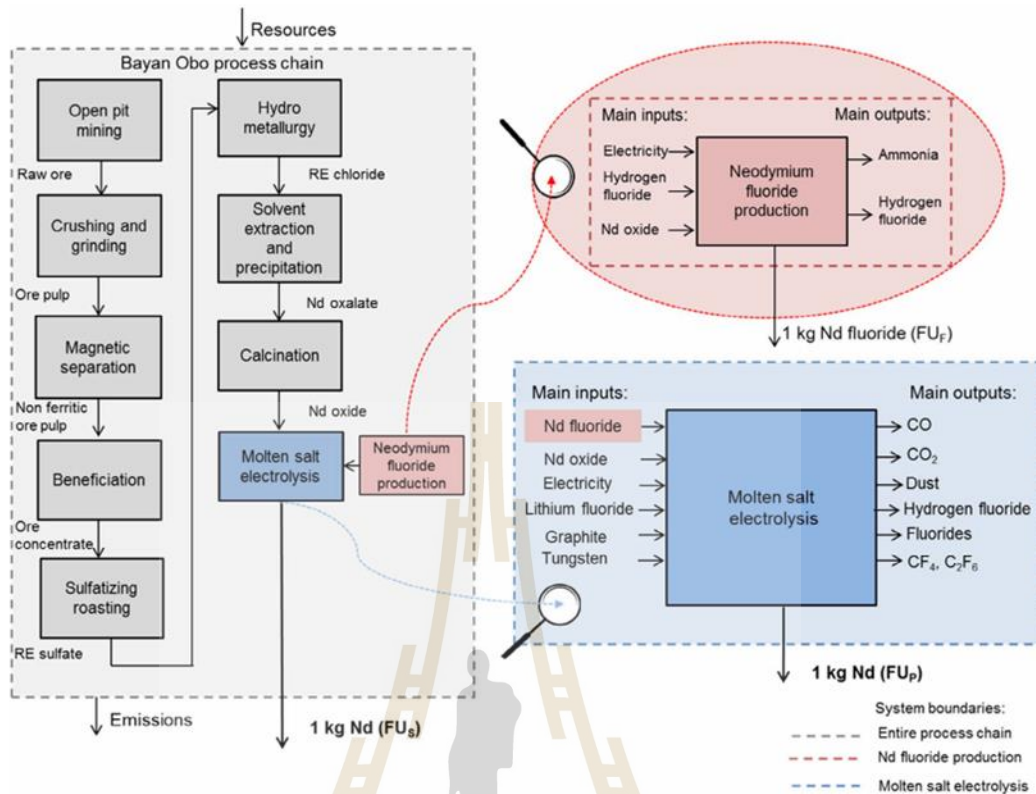 Resources
Bayan Obo process chain
Open pit
mining
Raw ore
Crushing and
grinding
Ore pulp
Magnetic
separation
Non ferritic
ore pulp
Beneficiation
Ore
concentrate
Sulfatizing
roasting
RE sulfate
Hydro
metallurgy
RE chloride
Solvent
extraction
and
precipitation
Nd oxalate
Calcination
Nd oxide
Molten salt
electrolysis
Neodymium
fluoride
production
Emissions
1 kg Nd (FUS)
Main inputs:
Main outputs:
Electricity
Hydrogen
fluoride
Nd oxide
Neodymium
fluoride
production
Ammonia
Hydrogen
fluoride
1 kg Nd fluoride (FUF)
Main inputs:
Main outputs:
Nd fluoride
Nd oxide
Electricity
Lithium fluoride
Graphite
Tungsten
Molten salt
electrolysis
CO
CO2
Dust
Hydrogen fluoride
Fluorides
CF4, C2F6
1 kg Nd (FUP)
System boundaries:
Entire process chain
Nd fluoride production
Molten salt electrolysis